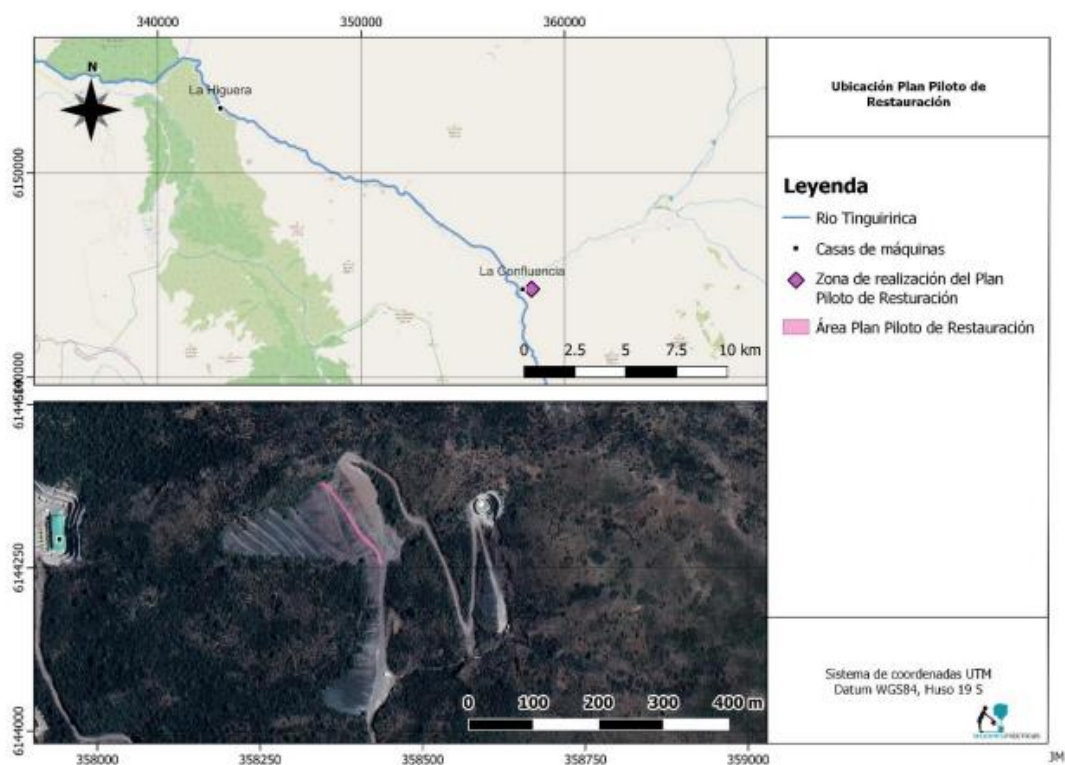 340000
350000
360000
N
La Higuera
6150000
La Confluencia
0 2.5 5 7.5 10 km
Ubicación Plan Piloto de
Restauración
Leyenda
Rio Tinguiririca
Casas de máquinas
Zona de realización del Plan
Piloto de Resturación
Área Plan Piloto de Restauración
6144250
6144000
0 100 200 300 400 m
358000
358250
358500
358750
359000
Sistema de coordenadas UTM
Datum WGS84, Huso 19 S
JM